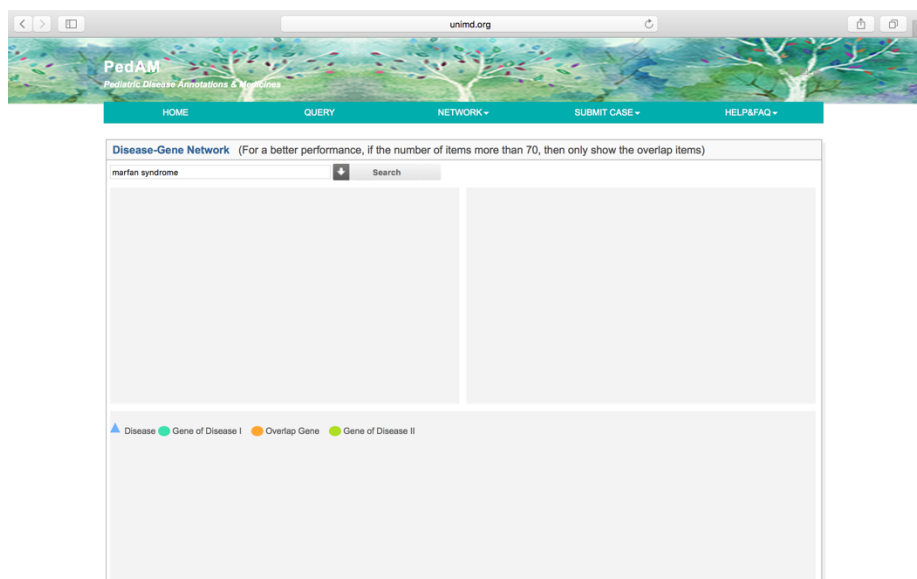 unimd.org
PedAM
Pediatric Disease Annotations & Medicines
HOME QUERY NETWORK SUBMIT CASE HELP&FAQ
Disease-Gene Network (For a better performance, if the number of items more than 70, then only show the overlap items)
marfan syndrome Search
Disease Gene of Disease I Overlap Gene Gene of Disease II